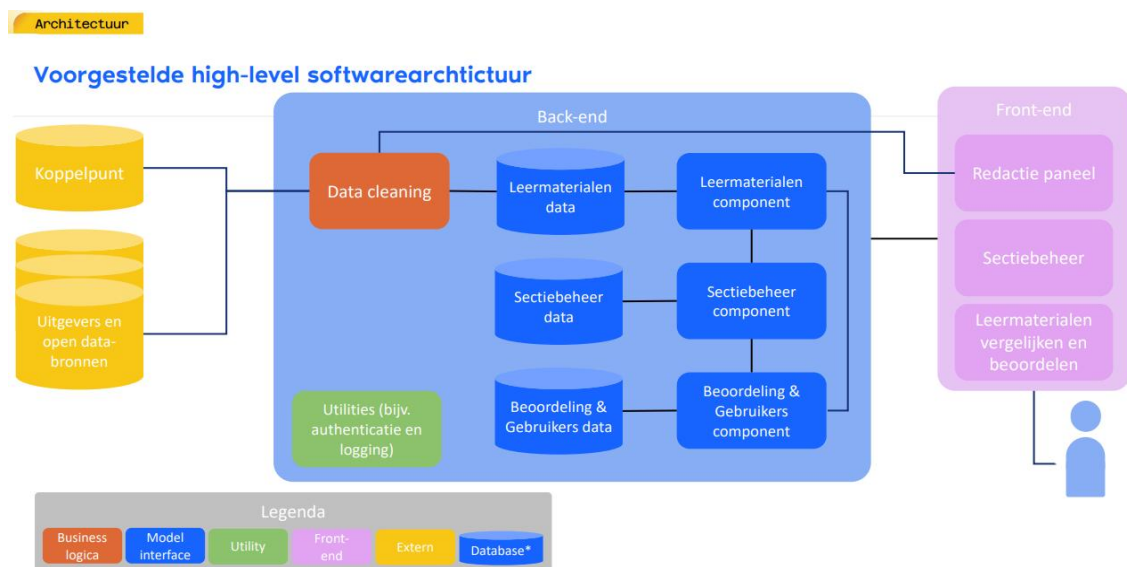 Architectuur
Voorgestelde high-level softwarearchtictuur
Koppelpunt
Uitgevers en
open data-
bronnen
Back-end
Data cleaning
Leermaterialen
data
Leermaterialen
component
Sectiebeheer
data
Sectiebeheer
component
Beoordeling &
Gebruikers data
Beoordeling &
Gebruikers
component
Utilities (bijv.
authenticatie en
logging)
Front-end
Redactie paneel
Sectiebeheer
Leermaterialen
vergelijken en
beoordelen
Legenda
Business
logica
Model
interface
Utility
Front-
end
Extern
Database*